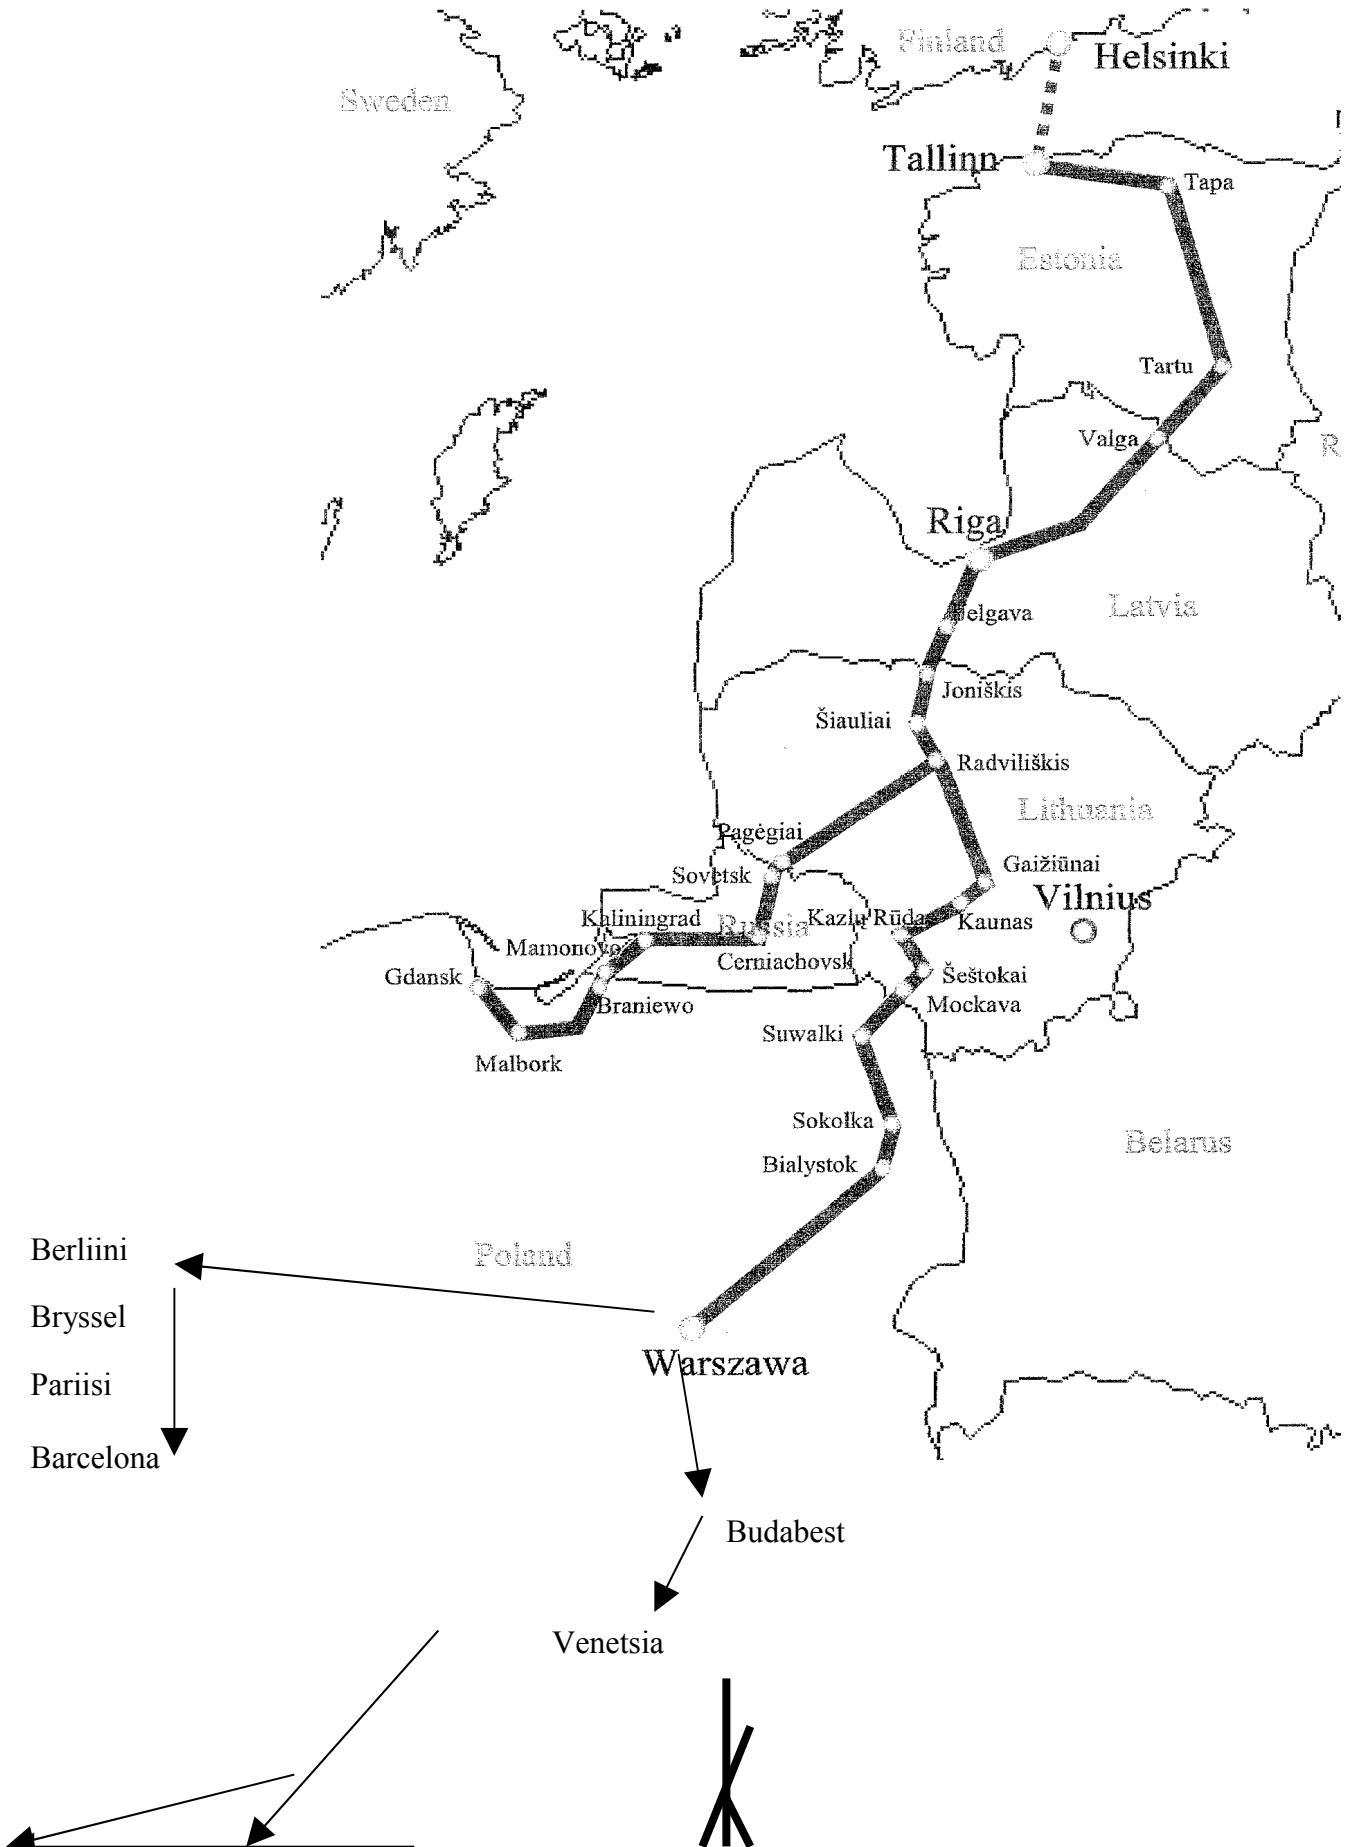 Finland
Helsinki
Sweden
Tallinn
Tapa
Estonia
Tartu
Valga
R
Riga
Jelgava
Latvia
Joniškis
Šiauliai
Radviliškis
Lithuania
Pagėgiai
Gaižiūnai
Sovetsk
Vilnius
Kaliningrad
Russia
Kazlų Rūda
Kaunas
Mamonovo
Cerniachovsk
Gdansk
Šeštokai
Braniewo
Mockava
Suwalki
Malbork
Sokołka
Belarus
Bialystok
Berliini
Poland
Bryssel
Warszawa
Pariisi
Barcelona
Budabest
Venetsia